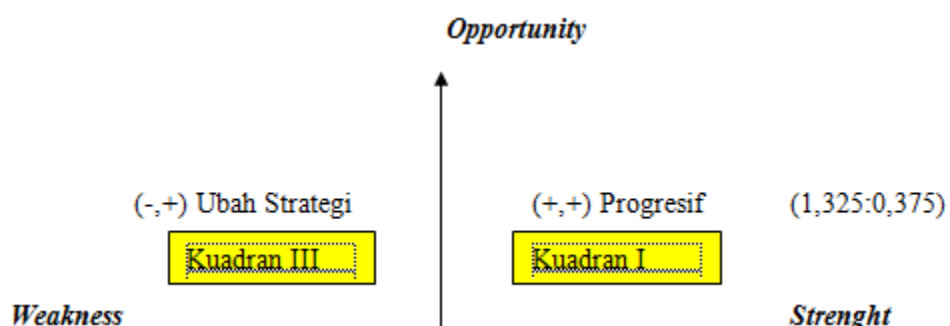 Opportunity
(-,+) Ubah Strategi (+,+) Progresif (1,325:0,375)
Kuadran III Kuadran I
Weakness Strenght